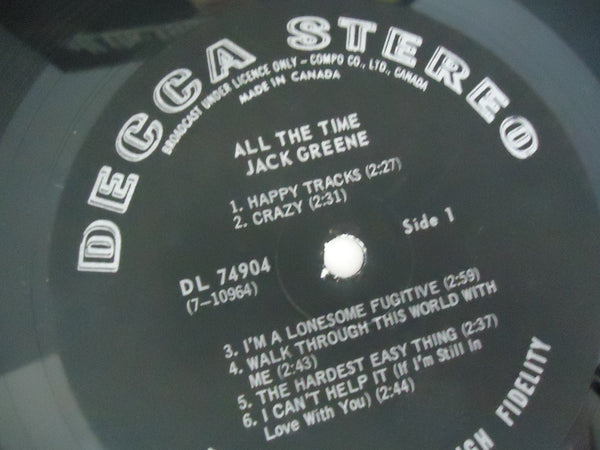 DECCA STEREO
BROADCAST UNDER LICENCE ONLY - COMPO CO., LTD., CANADA
MADE IN CANADA
ALL THE TIME
JACK GREENE
1. HAPPY TRACKS (2:27)
2. CRAZY (2:31)
Side 1
DL 74904
(7-10964)
3. I'M A LONESOME FUGITIVE (2:59)
4. WALK THROUGH THIS WORLD WITH
ME (2:43)
5. THE HARDEST EASY THING (2:37)
6. I CAN'T HELP IT (If I'm Still In
Love With You) (2:44)
FIDELITY